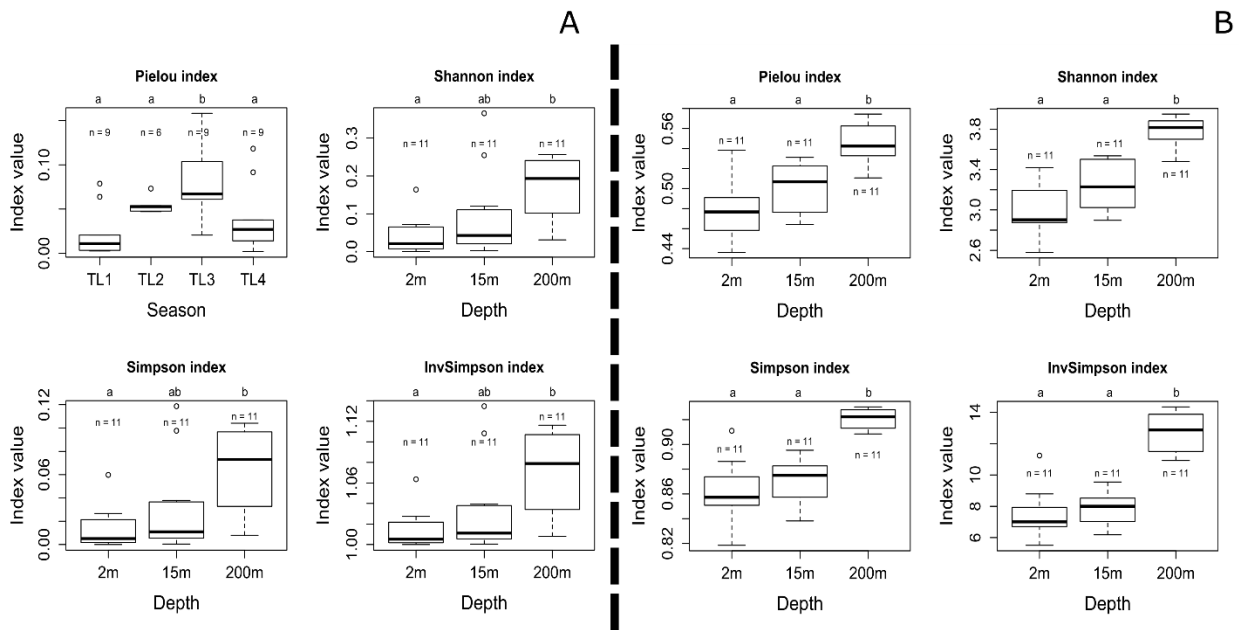 A
Pielou index
a a b a
n = 9 n = 6 n = 9 n = 9
Index value
0.00 0.10
TL1 TL2 TL3 TL4
Season
Shannon index
a ab b
n = 11 n = 11 n = 11
Index value
0.0 0.1 0.2 0.3
2m 15m 200m
Depth
Simpson index
a ab b
n = 11 n = 11 n = 11
Index value
0.00 0.06 0.12
2m 15m 200m
Depth
InvSimpson index
a ab b
n = 11 n = 11 n = 11
Index value
1.00 1.06 1.12
2m 15m 200m
Depth
B
Pielou index
a a b
n = 11 n = 11 n = 11
Index value
0.44 0.50 0.56
2m 15m 200m
Depth
Shannon index
a a b
n = 11 n = 11 n = 11
Index value
2.6 3.0 3.4 3.8
2m 15m 200m
Depth
Simpson index
a a b
n = 11 n = 11 n = 11
Index value
0.82 0.86 0.90
2m 15m 200m
Depth
InvSimpson index
a a b
n = 11 n = 11 n = 11
Index value
6 8 10 12 14
2m 15m 200m
Depth